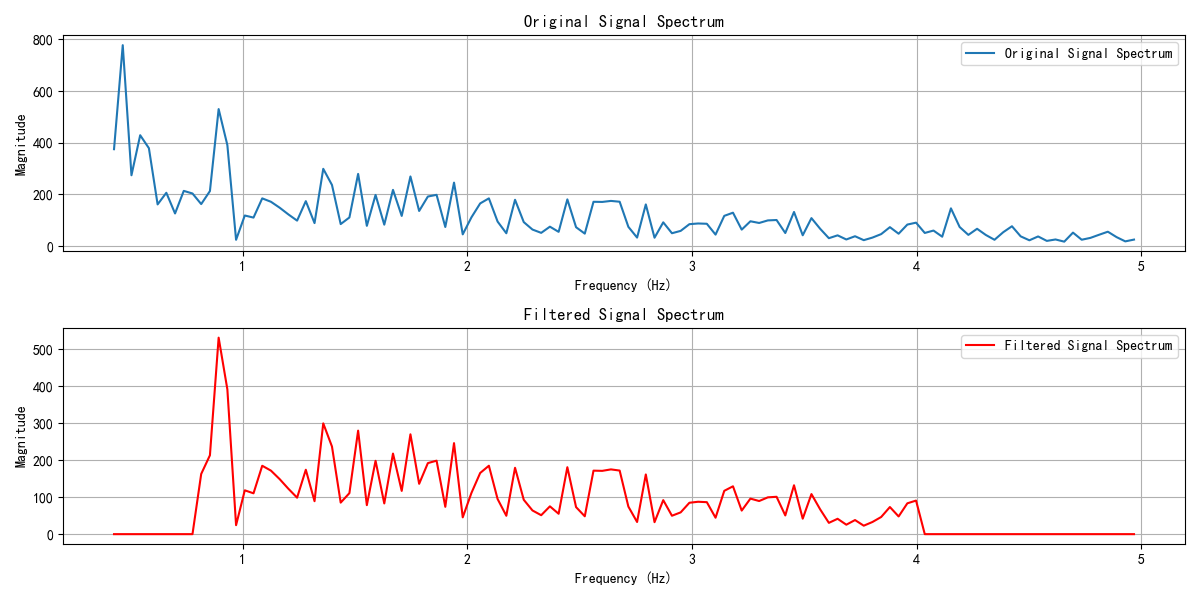 Original Signal Spectrum
800
600
400
200
0
Magnitude
Original Signal Spectrum
1 2 3 4 5
Frequency (Hz)
Filtered Signal Spectrum
500
400
300
200
100
0
Magnitude
Filtered Signal Spectrum
1 2 3 4 5
Frequency (Hz)